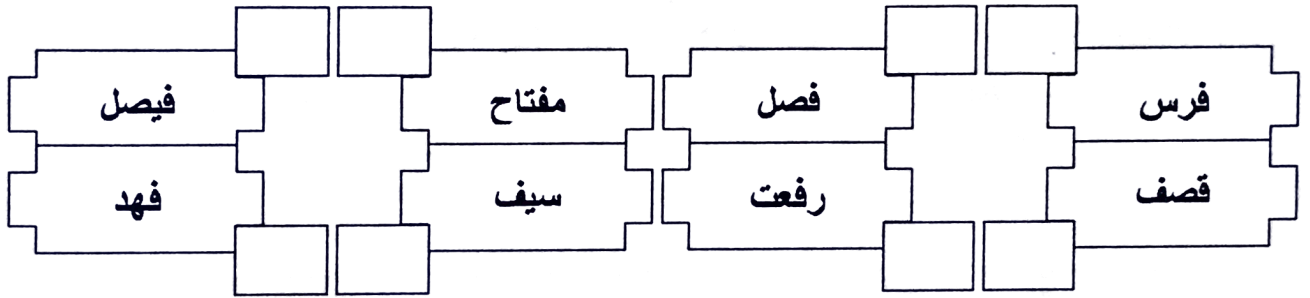 فرس
فصل
مفتاح
فيصل
قصف
رفعت
سيف
فهد